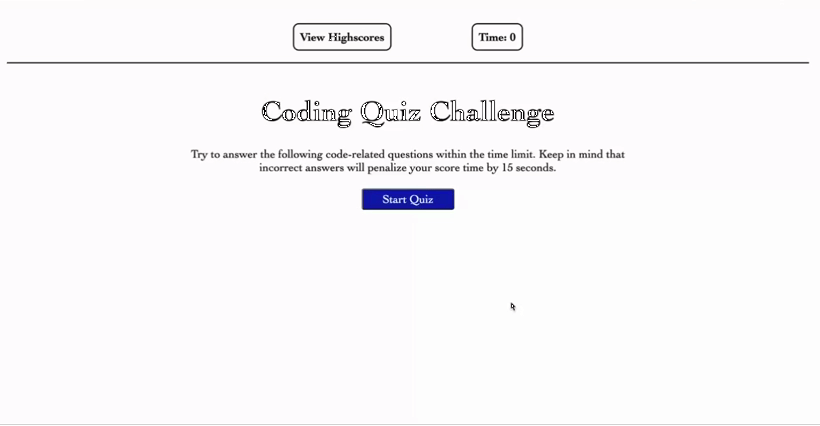 View Highscores
Time: 0
Coding Quiz Challenge
Try to answer the following code-related questions within the time limit. Keep in mind that
incorrect answers will penalize your score time by 15 seconds.
Start Quiz